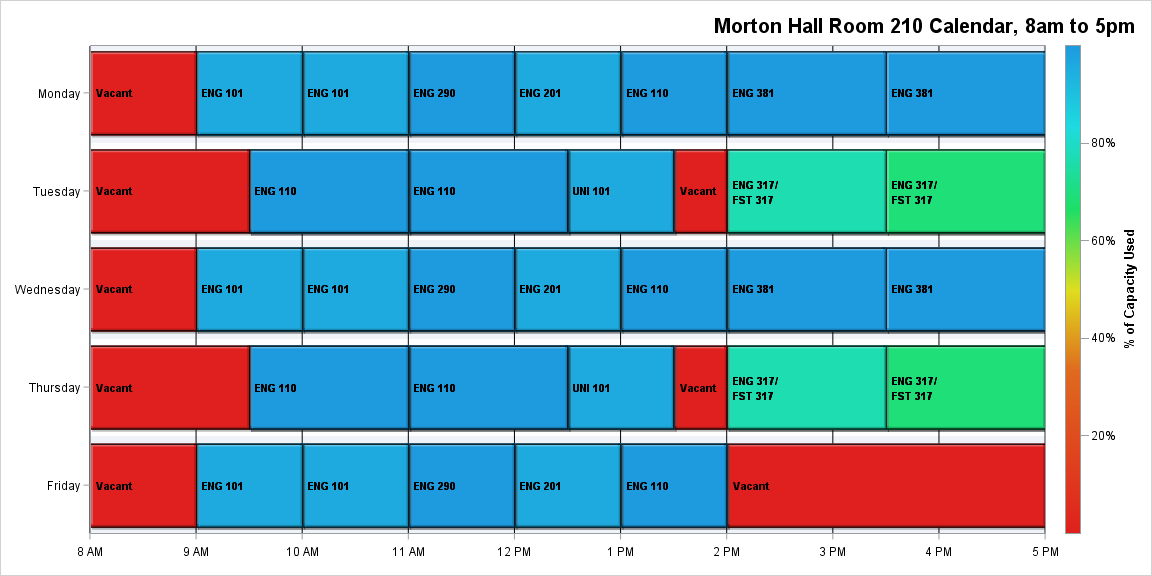 Morton Hall Room 210 Calendar, 8am to 5pm
Monday
Vacant
ENG 101
ENG 101
ENG 290
ENG 201
ENG 110
ENG 381
ENG 381
Tuesday
Vacant
ENG 110
ENG 110
UNI 101
Vacant
ENG 317/
FST 317
ENG 317/
FST 317
Wednesday
Vacant
ENG 101
ENG 101
ENG 290
ENG 201
ENG 110
ENG 381
ENG 381
Thursday
Vacant
ENG 110
ENG 110
UNI 101
Vacant
ENG 317/
FST 317
ENG 317/
FST 317
Friday
Vacant
ENG 101
ENG 101
ENG 290
ENG 201
ENG 110
Vacant
8 AM
9 AM
10 AM
11 AM
12 PM
1 PM
2 PM
3 PM
4 PM
5 PM
80%
60%
40%
20%
% of Capacity Used